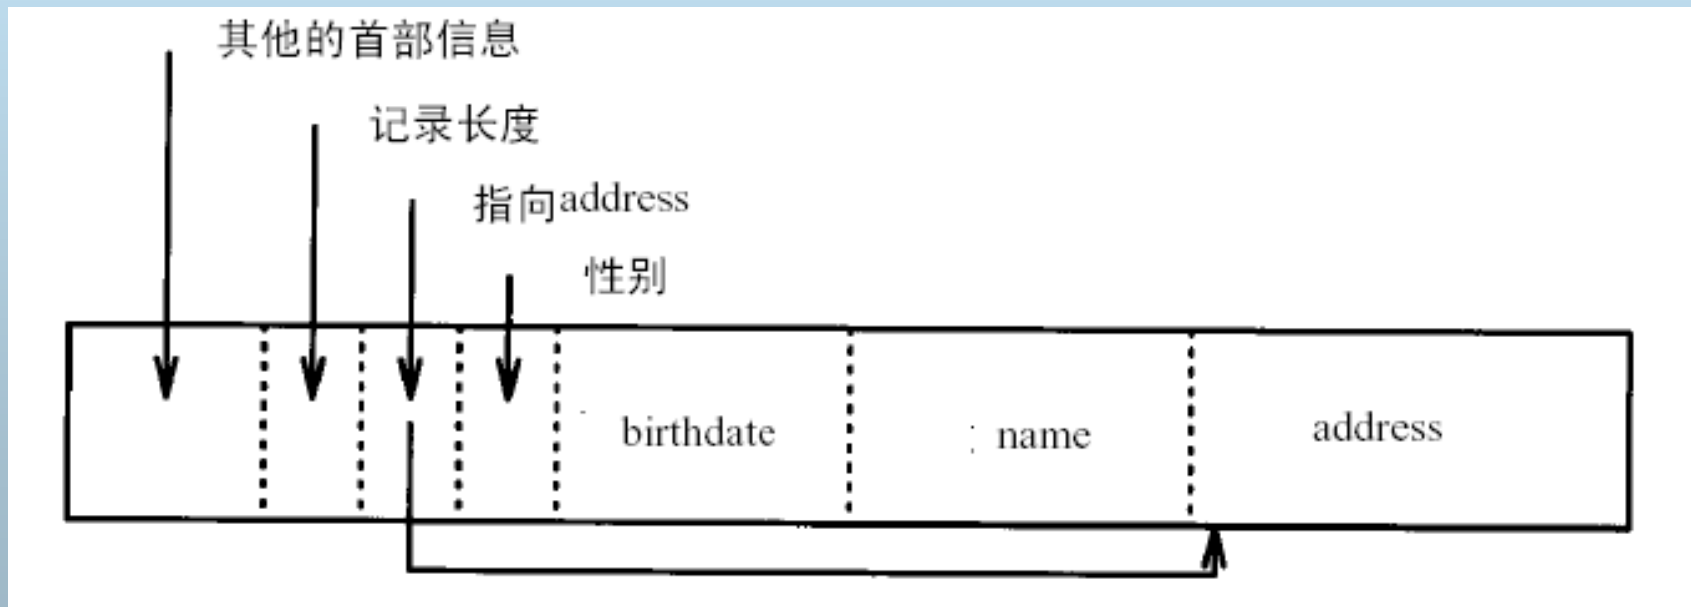 其他的首部信息
记录长度
指向address
性别
birthdate
name
address